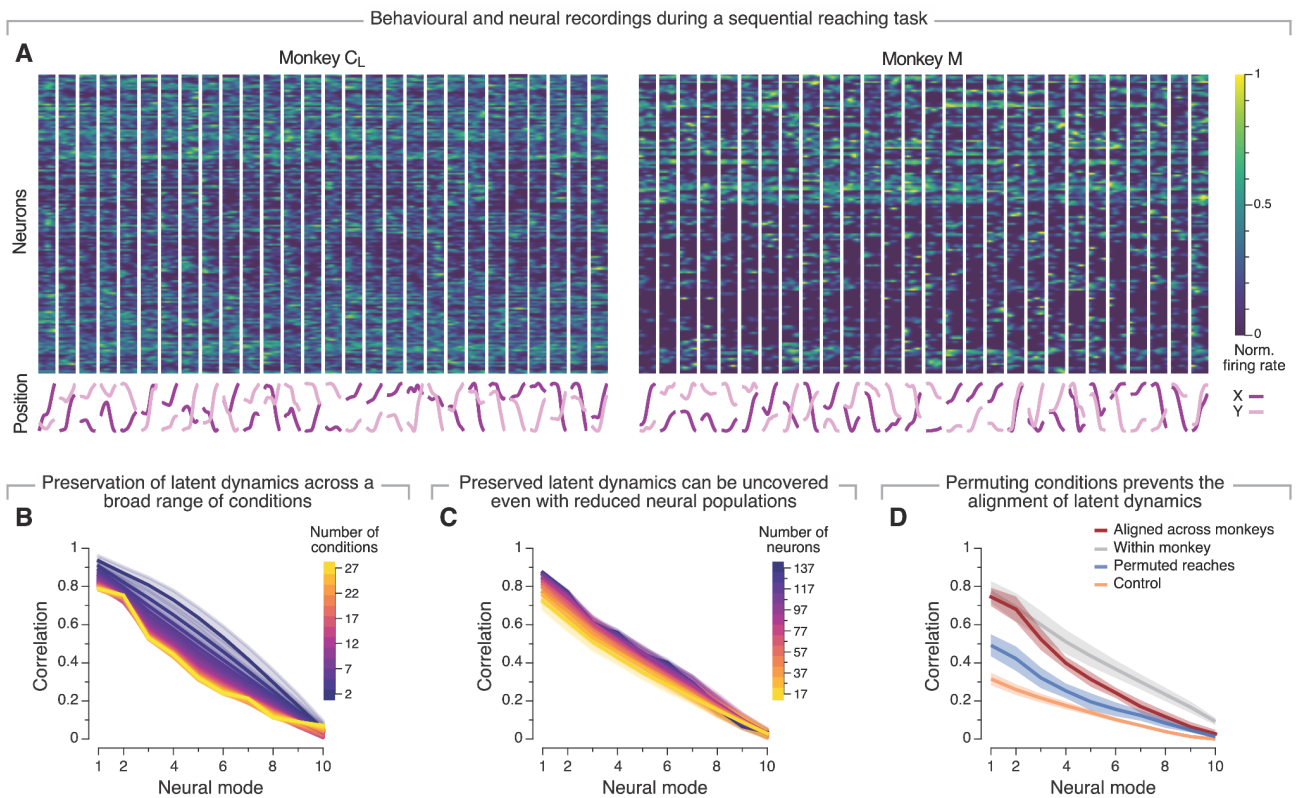 Behavioural and neural recordings during a sequential reaching task
A
Monkey CL
Monkey M
Neurons
1
0.5
0
Norm.
firing rate
Position
X
Y
Preservation of latent dynamics across a
broad range of conditions
B
Number of
conditions
27
22
17
12
7
2
1
0.8
0.6
0.4
0.2
0
Correlation
1 2 4 6 8 10
Neural mode
Preserved latent dynamics can be uncovered
even with reduced neural populations
C
Number of
neurons
137
117
97
77
57
37
17
1
0.8
0.6
0.4
0.2
0
Correlation
1 2 4 6 8 10
Neural mode
Permuting conditions prevents the
alignment of latent dynamics
D
Aligned across monkeys
Within monkey
Permuted reaches
Control
1
0.8
0.6
0.4
0.2
0
Correlation
1 2 4 6 8 10
Neural mode